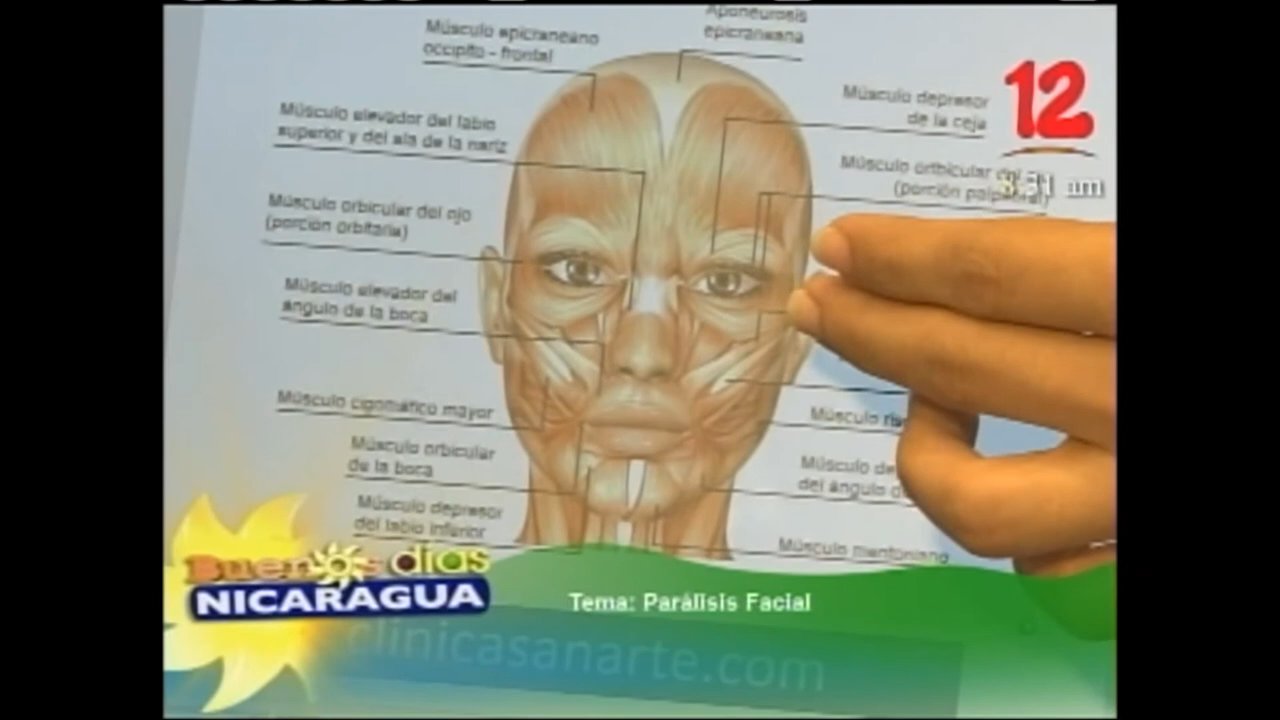 Músculo epicraneano
occipito - frontal
Aponeurosis
epicraneana
Músculo depresor
de la ceja
12
Músculo elevador del labio
superior y del ala de la nariz
Músculo orbicular
(porción
am
Músculo orbicular del ojo
(porción orbitaria)
Músculo elevador del
ángulo de la boca
Músculo cigomático mayor
Músculo
Músculo orbicular
de la boca
Músculo
del ángulo
Músculo depresor
del labio inferior
Músculo mentoniano
Buenos días
NICARAGUA
Tema: Parálisis Facial
clinicasanarte.com